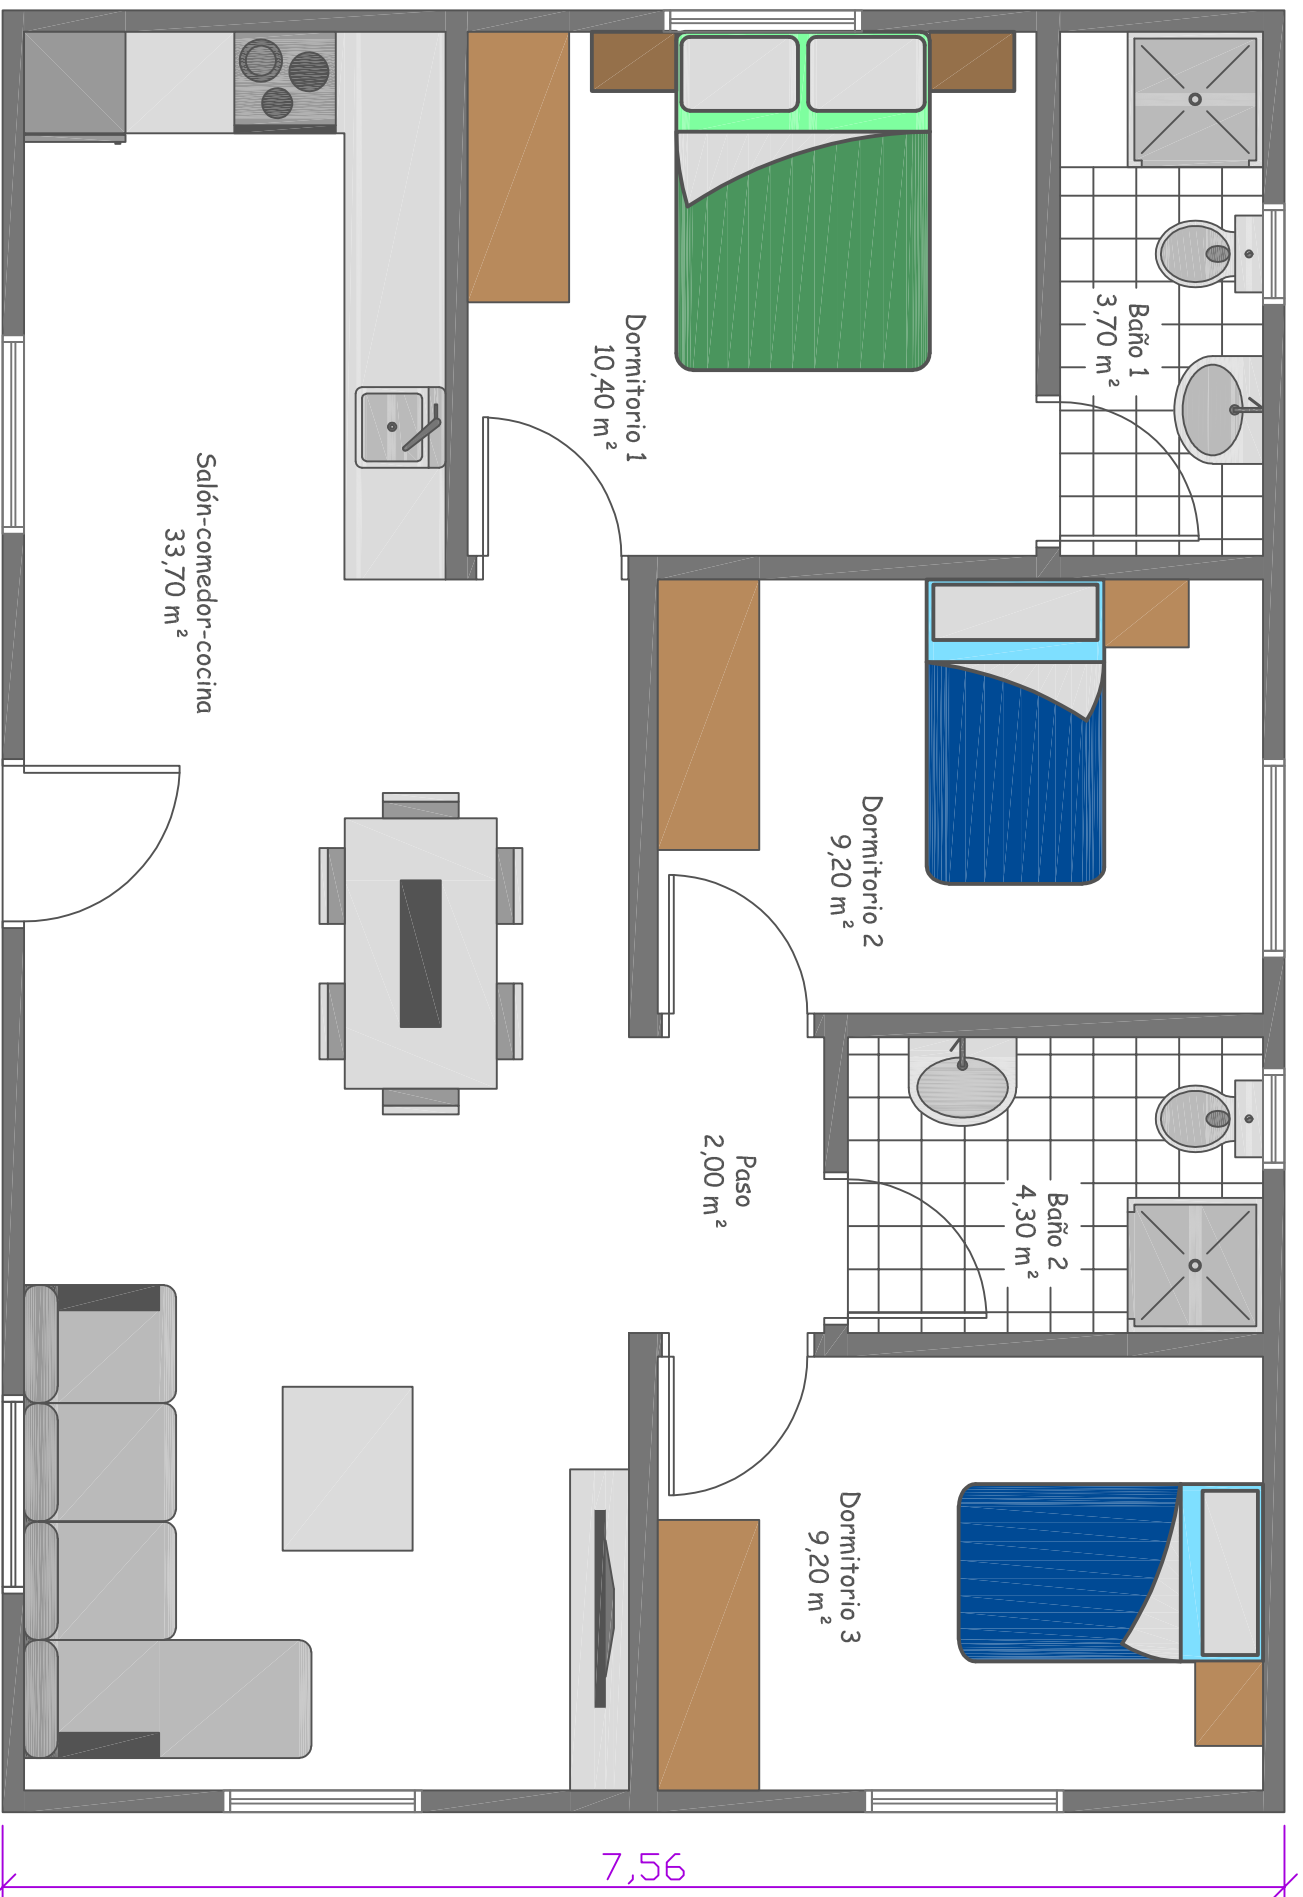 Dormitorio 1
10,40 m²
Baño 1
3,70 m²
Salón-comedor-cocina
33,70 m²
Dormitorio 2
9,20 m²
Paso
2,00 m²
Baño 2
4,30 m²
Dormitorio 3
9,20 m²
7,56